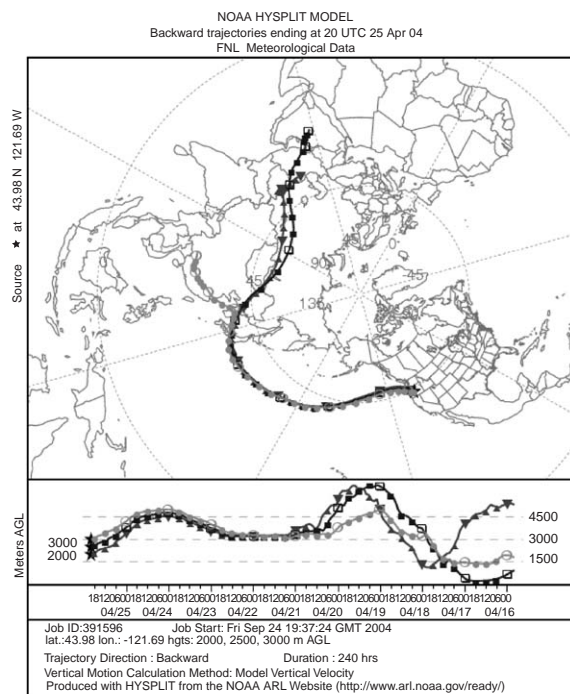 NOAA HYSPLIT MODEL
Backward trajectories ending at 20 UTC 25 Apr 04
FNL Meteorological Data
Source ★ at 43.98 N 121.69 W
45
90
135
0
-45
Meters AGL
3000
2000
4500
3000
1500
18120600181206001812060018120600181206001812060018120600181206001812060018120600
04/25 04/24 04/23 04/22 04/21 04/20 04/19 04/18 04/17 04/16
Job ID:391596 Job Start: Fri Sep 24 19:37:24 GMT 2004
lat.:43.98 lon.: -121.69 hgts: 2000, 2500, 3000 m AGL
Trajectory Direction : Backward Duration : 240 hrs
Vertical Motion Calculation Method: Model Vertical Velocity
Produced with HYSPLIT from the NOAA ARL Website (http://www.arl.noaa.gov/ready/)